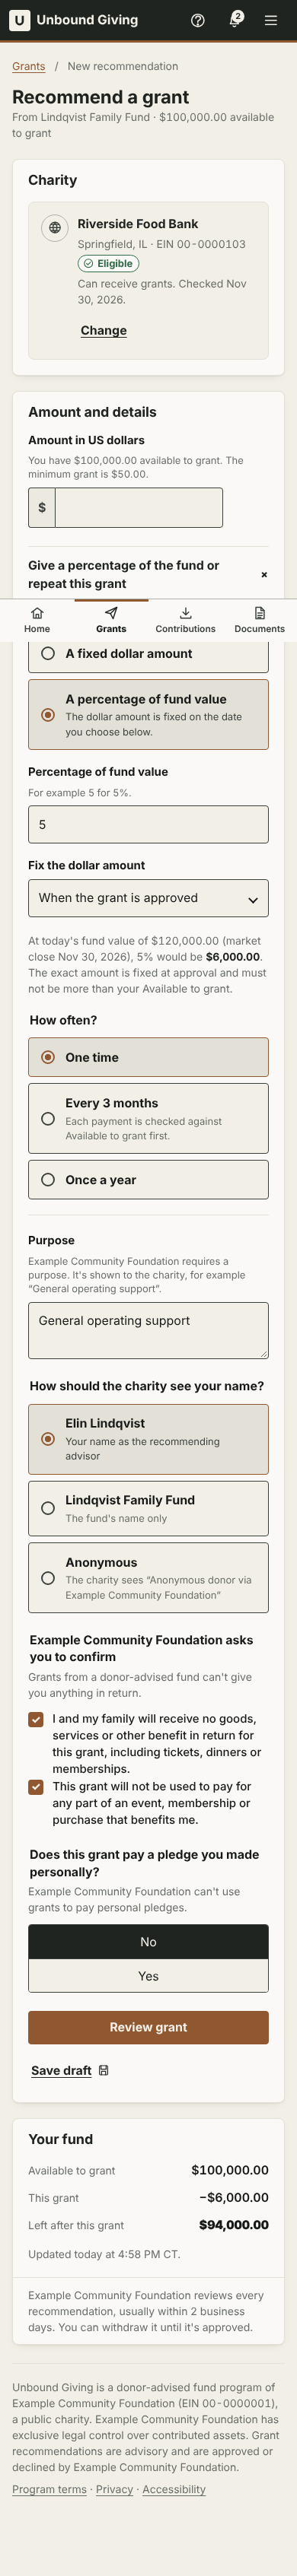 U Unbound Giving
2
Grants / New recommendation
Recommend a grant
From Lindqvist Family Fund · $100,000.00 available
to grant
Charity
Riverside Food Bank
Springfield, IL · EIN 00-0000103
Eligible
Can receive grants. Checked Nov
30, 2026.
Change
Amount and details
Amount in US dollars
You have $100,000.00 available to grant. The
minimum grant is $50.00.
$
Give a percentage of the fund or
repeat this grant
×
Home Grants Contributions Documents
A fixed dollar amount
A percentage of fund value
The dollar amount is fixed on the date
you choose below.
Percentage of fund value
For example 5 for 5%.
5
Fix the dollar amount
When the grant is approved
At today's fund value of $120,000.00 (market
close Nov 30, 2026), 5% would be $6,000.00.
The exact amount is fixed at approval and must
not be more than your Available to grant.
How often?
One time
Every 3 months
Each payment is checked against
Available to grant first.
Once a year
Purpose
Example Community Foundation requires a
purpose. It's shown to the charity, for example
“General operating support”.
General operating support
How should the charity see your name?
Elin Lindqvist
Your name as the recommending
advisor
Lindqvist Family Fund
The fund's name only
Anonymous
The charity sees “Anonymous donor via
Example Community Foundation”
Example Community Foundation asks
you to confirm
Grants from a donor-advised fund can't give
you anything in return.
I and my family will receive no goods,
services or other benefit in return for
this grant, including tickets, dinners or
memberships.
This grant will not be used to pay for
any part of an event, membership or
purchase that benefits me.
Does this grant pay a pledge you made
personally?
Example Community Foundation can't use
grants to pay personal pledges.
No
Yes
Review grant
Save draft
Your fund
Available to grant $100,000.00
This grant −$6,000.00
Left after this grant $94,000.00
Updated today at 4:58 PM CT.
Example Community Foundation reviews every
recommendation, usually within 2 business
days. You can withdraw it until it's approved.
Unbound Giving is a donor-advised fund program of
Example Community Foundation (EIN 00-0000001),
a public charity. Example Community Foundation has
exclusive legal control over contributed assets. Grant
recommendations are advisory and are approved or
declined by Example Community Foundation.
Program terms · Privacy · Accessibility